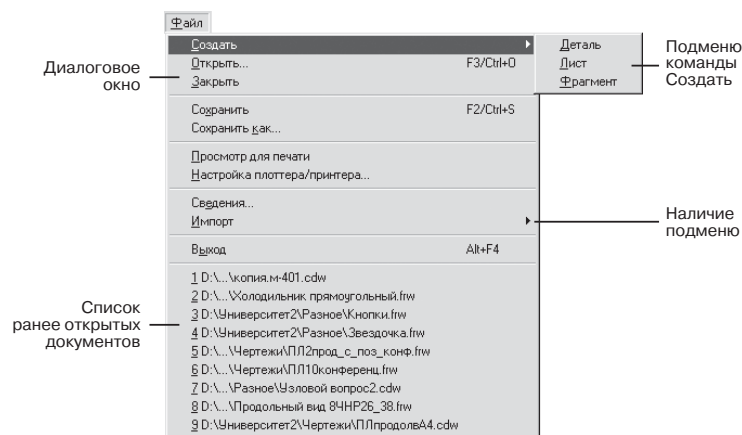 Файл
Создать
Открыть... F3/Ctrl+O
Закрыть
Сохранить F2/Ctrl+S
Сохранить как...
Просмотр для печати
Настройка плоттера/принтера...
Сведения...
Импорт
Выход Alt+F4
1 D:\...\копия.м-401.cdw
2 D:\...\Холодильник прямоугольный.frw
3 D:\Университет2\Разное\Кнопки.frw
4 D:\Университет2\Разное\Звездочка.frw
5 D:\...\Чертежи\ПЛ2прод_с_поз_конф.frw
6 D:\...\Чертежи\ПЛ10конференц.frw
7 D:\...\Разное\Узловой вопрос2.cdw
8 D:\...\Продольный вид 8ЧНР26_38.frw
9 D:\Университет2\Чертежи\ПЛпродолвА4.cdw
Деталь
Лист
Фрагмент
Диалоговое
окно
Список
ранее открытых
документов
Подменю
команды
Создать
Наличие
подменю